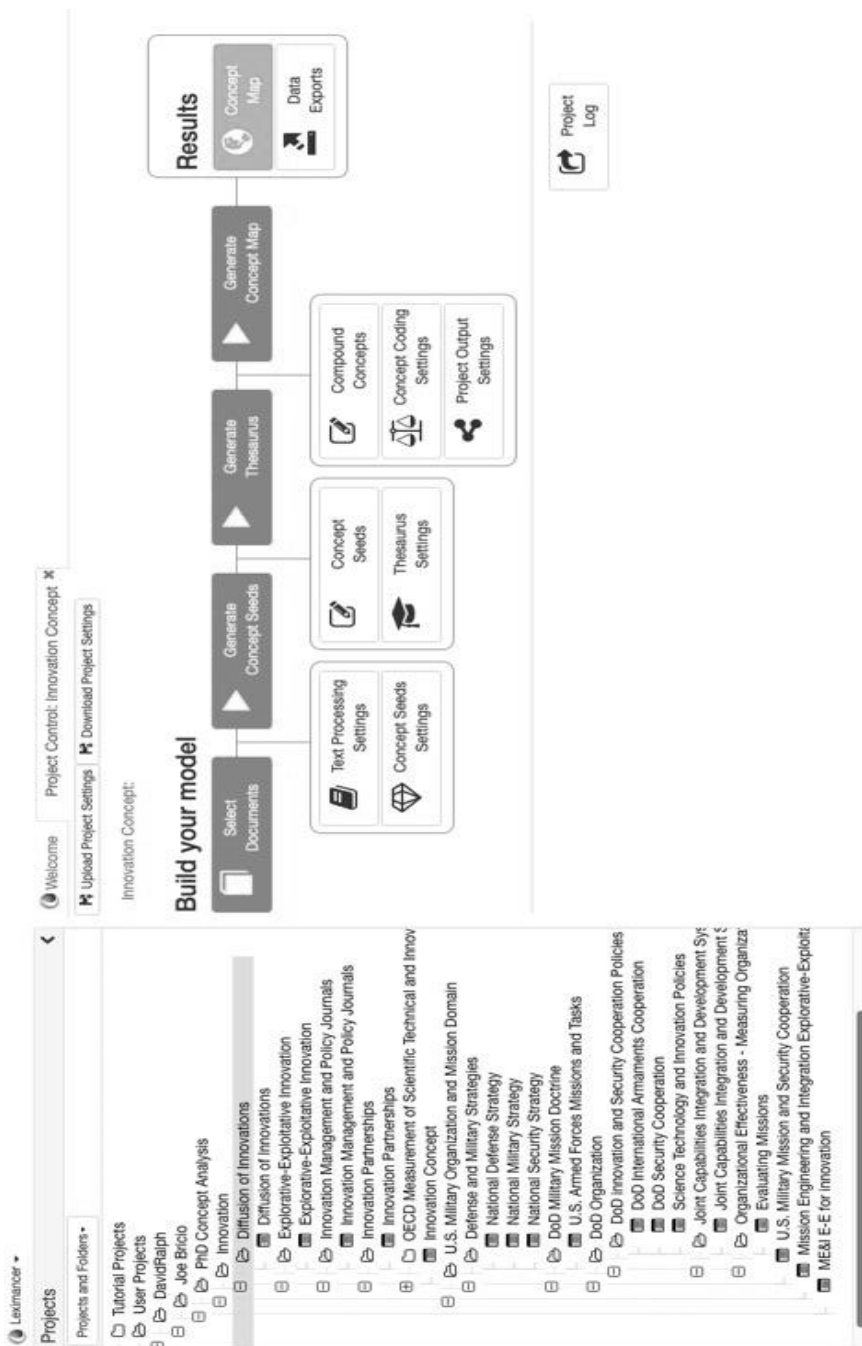 Leximancer
Projects
Projects and Folders
Tutorial Projects
User Projects
DavidRalph
Joe Bricio
PhD Concept Analysis
Innovation
Diffusion of Innovations
Diffusion of Innovations
Explorative-Exploitative Innovation
Explorative-Exploitative Innovation
Innovation Management and Policy Journals
Innovation Management and Policy Journals
Innovation Partnerships
Innovation Partnerships
OECD Measurement of Scientific Technical and Innov
Innovation Concept
U.S. Military Organization and Mission Domain
Defense and Military Strategies
National Defense Strategy
National Military Strategy
National Security Strategy
DoD Military Mission Doctrine
U.S. Armed Forces Missions and Tasks
DoD Organization
DoD Innovation and Security Cooperation Policies
DoD International Armaments Cooperation
DoD Security Cooperation
Science Technology and Innovation Policies
Joint Capabilities Integration and Development Sys
Joint Capabilities Integration and Development S
Organizational Effectiveness - Measuring Organiza
Evaluating Missions
U.S. Military Mission and Security Cooperation
Mission Engineering and Integration Explorative-Exploita
ME&I E-E for Innovation
Welcome
Project Control: Innovation Concept ×
Upload Project Settings
Download Project Settings
Innovation Concept:
Build your model
Select
Documents
Generate
Concept Seeds
Generate
Thesaurus
Generate
Concept Map
Results
Concept
Map
Data
Exports
Text Processing
Settings
Concept Seeds
Settings
Concept
Seeds
Thesaurus
Settings
Compound
Concepts
Concept Coding
Settings
Project Output
Settings
Project
Log